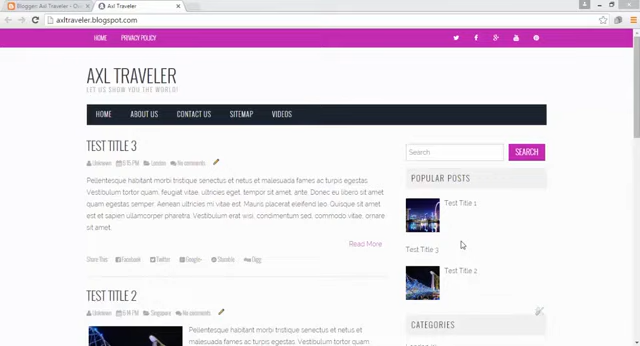 Blogger: Axl Traveler - O
Axl Traveler
axltraveler.blogspot.com
HOME PRIVACY POLICY
AXL TRAVELER
LET US SHOW YOU THE WORLD!
HOME ABOUT US CONTACT US SITEMAP VIDEOS
TEST TITLE 3
Unknown 6:15 PM London No comments
Pellentesque habitant morbi tristique senectus et netus et malesuada fames ac turpis egestas.
Vestibulum tortor quam, feugiat vitae, ultricies eget, tempor sit amet, ante. Donec eu libero sit amet
quam egestas semper. Aenean ultricies mi vitae est. Mauris placerat eleifend leo. Quisque sit amet
est et sapien ullamcorper pharetra. Vestibulum erat wisi, condimentum sed, commodo vitae, ornare
sit amet.
Read More
Share This: Facebook Twitter Google+ Stumble Digg
TEST TITLE 2
Unknown 6:14 PM Singapore No comments
Pellentesque habitant morbi tristique senectus et netus et
malesuada fames ac turpis egestas. Vestibulum tortor
Search SEARCH
POPULAR POSTS
Test Title 1
Test Title 3
Test Title 2
CATEGORIES